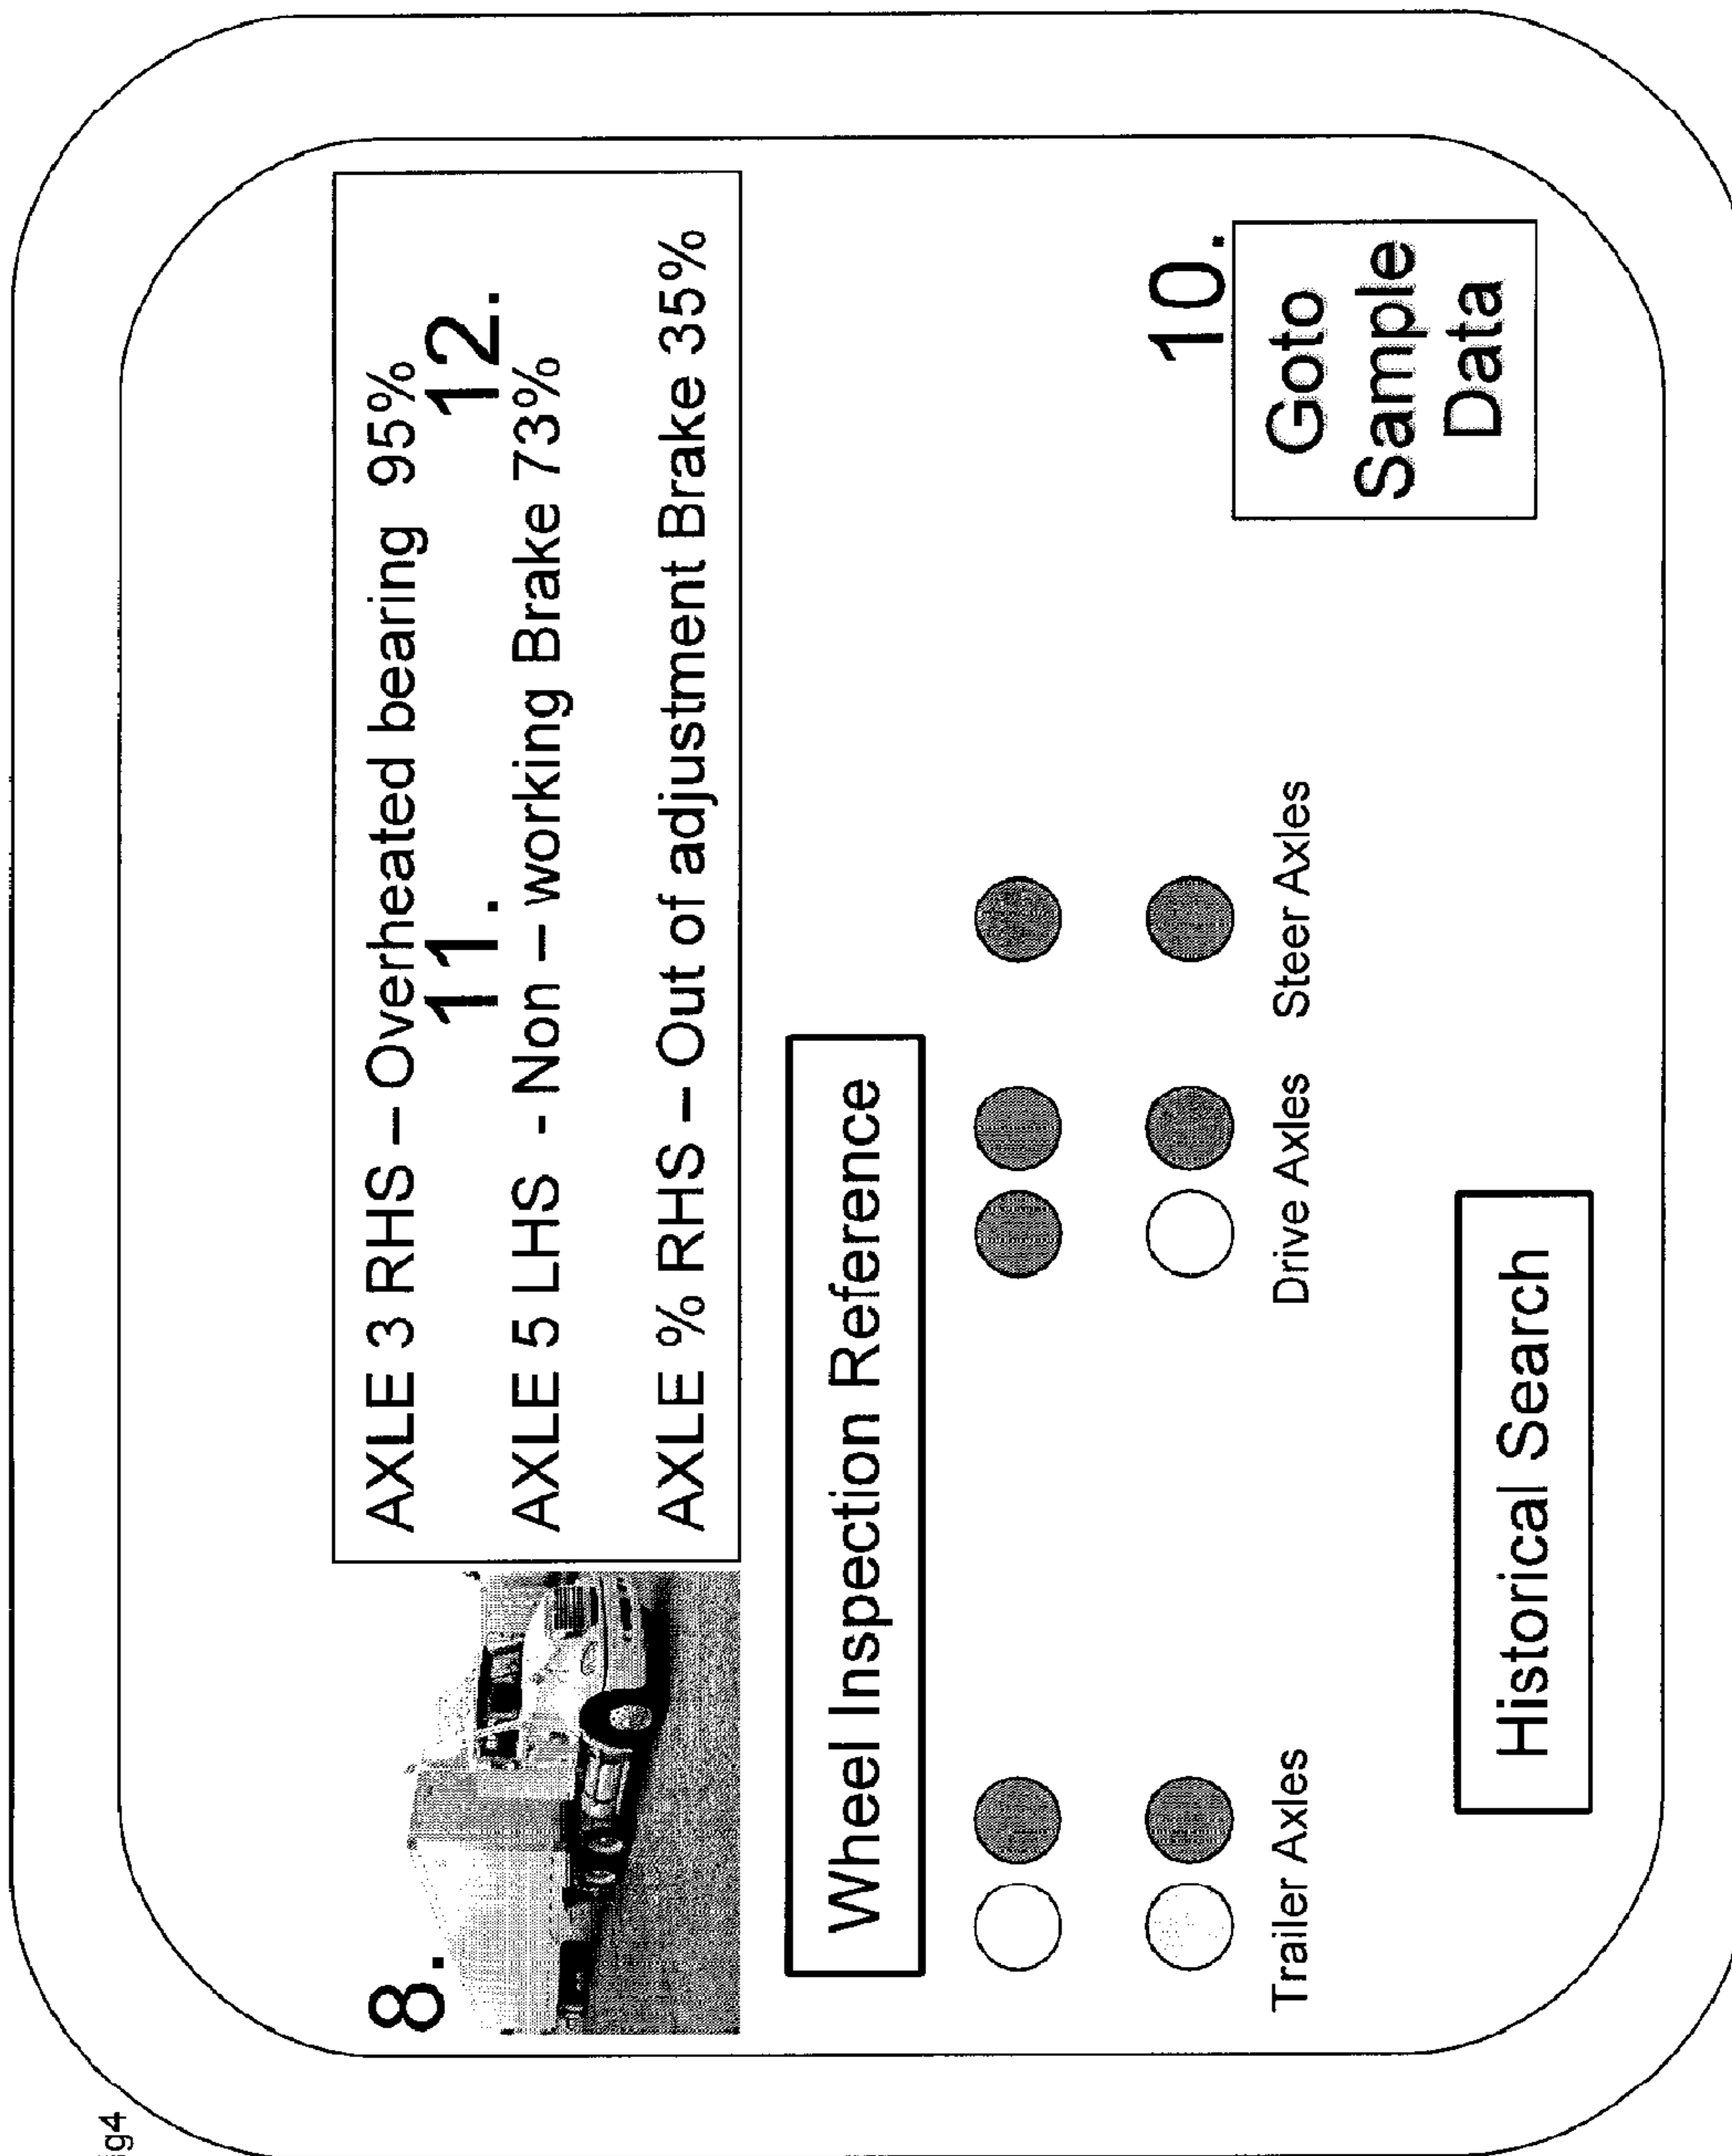 g4
8.
AXLE 3 RHS – Overheated bearing 95%
11.
12.
AXLE 5 LHS - Non – working Brake 73%
AXLE % RHS – Out of adjustment Brake 35%
Wheel Inspection Reference
Trailer Axles
Drive Axles
Steer Axles
10.
Goto
Sample
Data
Historical Search